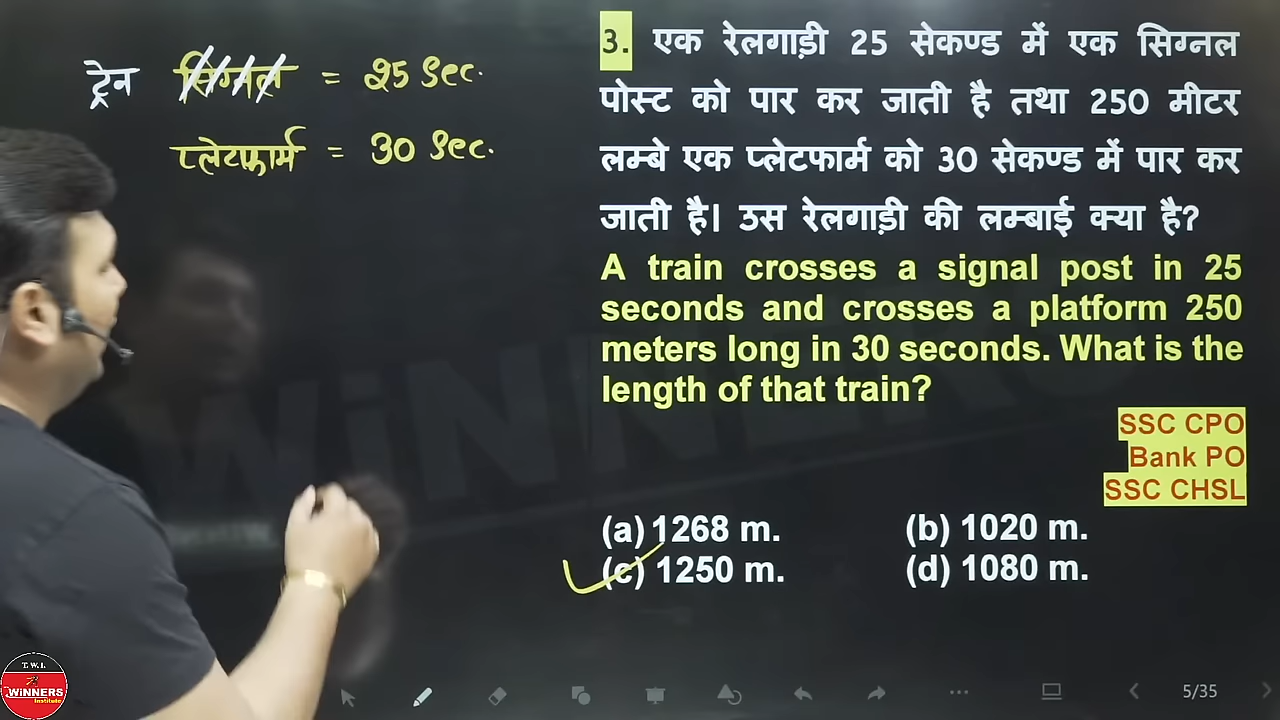 ट्रेन सिग्नल = 25 Sec.
प्लेटफार्म = 30 Sec.
3. एक रेलगाड़ी 25 सेकण्ड में एक सिग्नल
पोस्ट को पार कर जाती है तथा 250 मीटर
लम्बे एक प्लेटफार्म को 30 सेकण्ड में पार कर
जाती है। उस रेलगाड़ी की लम्बाई क्या है?
A train crosses a signal post in 25
seconds and crosses a platform 250
meters long in 30 seconds. What is the
length of that train?
SSC CPO
Bank PO
SSC CHSL
(a) 1268 m. (b) 1020 m.
(c) 1250 m. (d) 1080 m.
WiNNERS
T.W.I.
WiNNERS
Institute
5/35